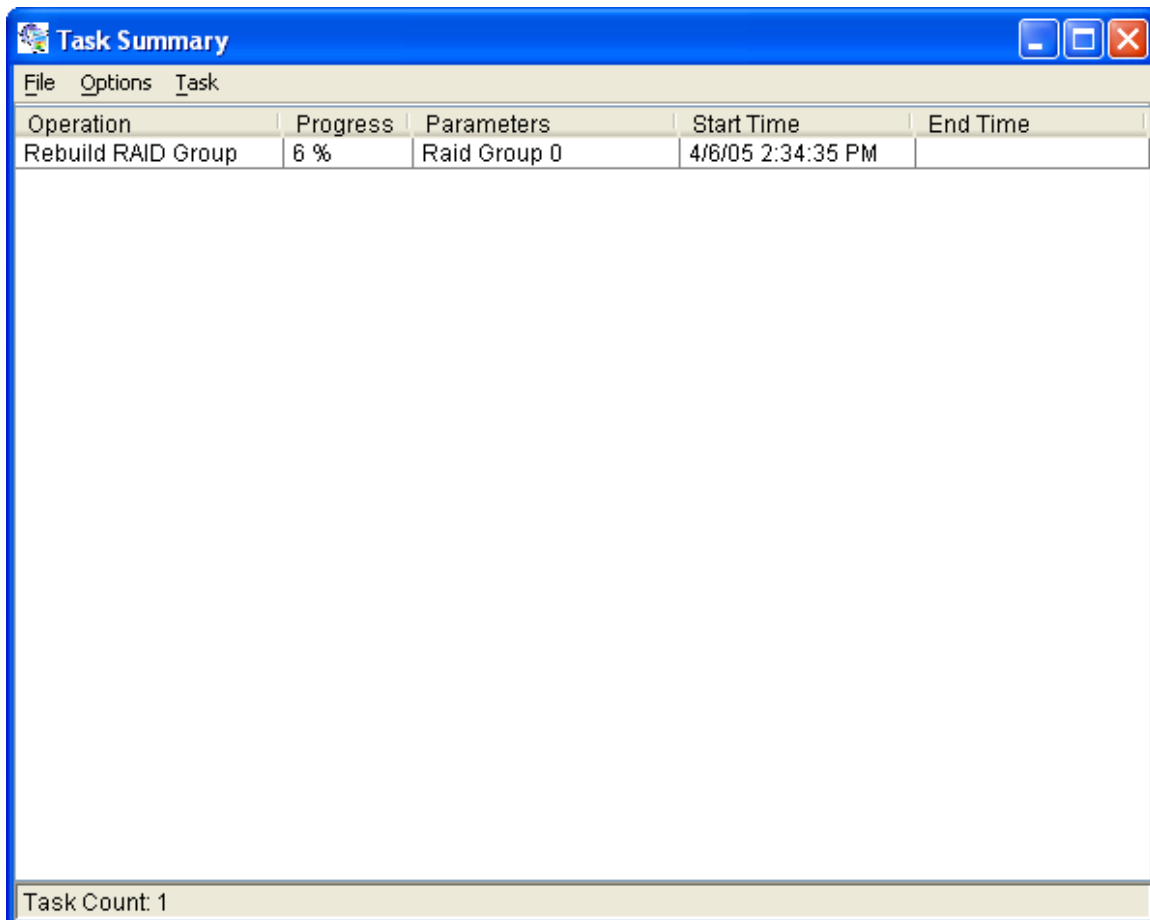 Task Summary
File Options Task
Operation Progress Parameters Start Time End Time
Rebuild RAID Group 6 % Raid Group 0 4/6/05 2:34:35 PM
Task Count: 1